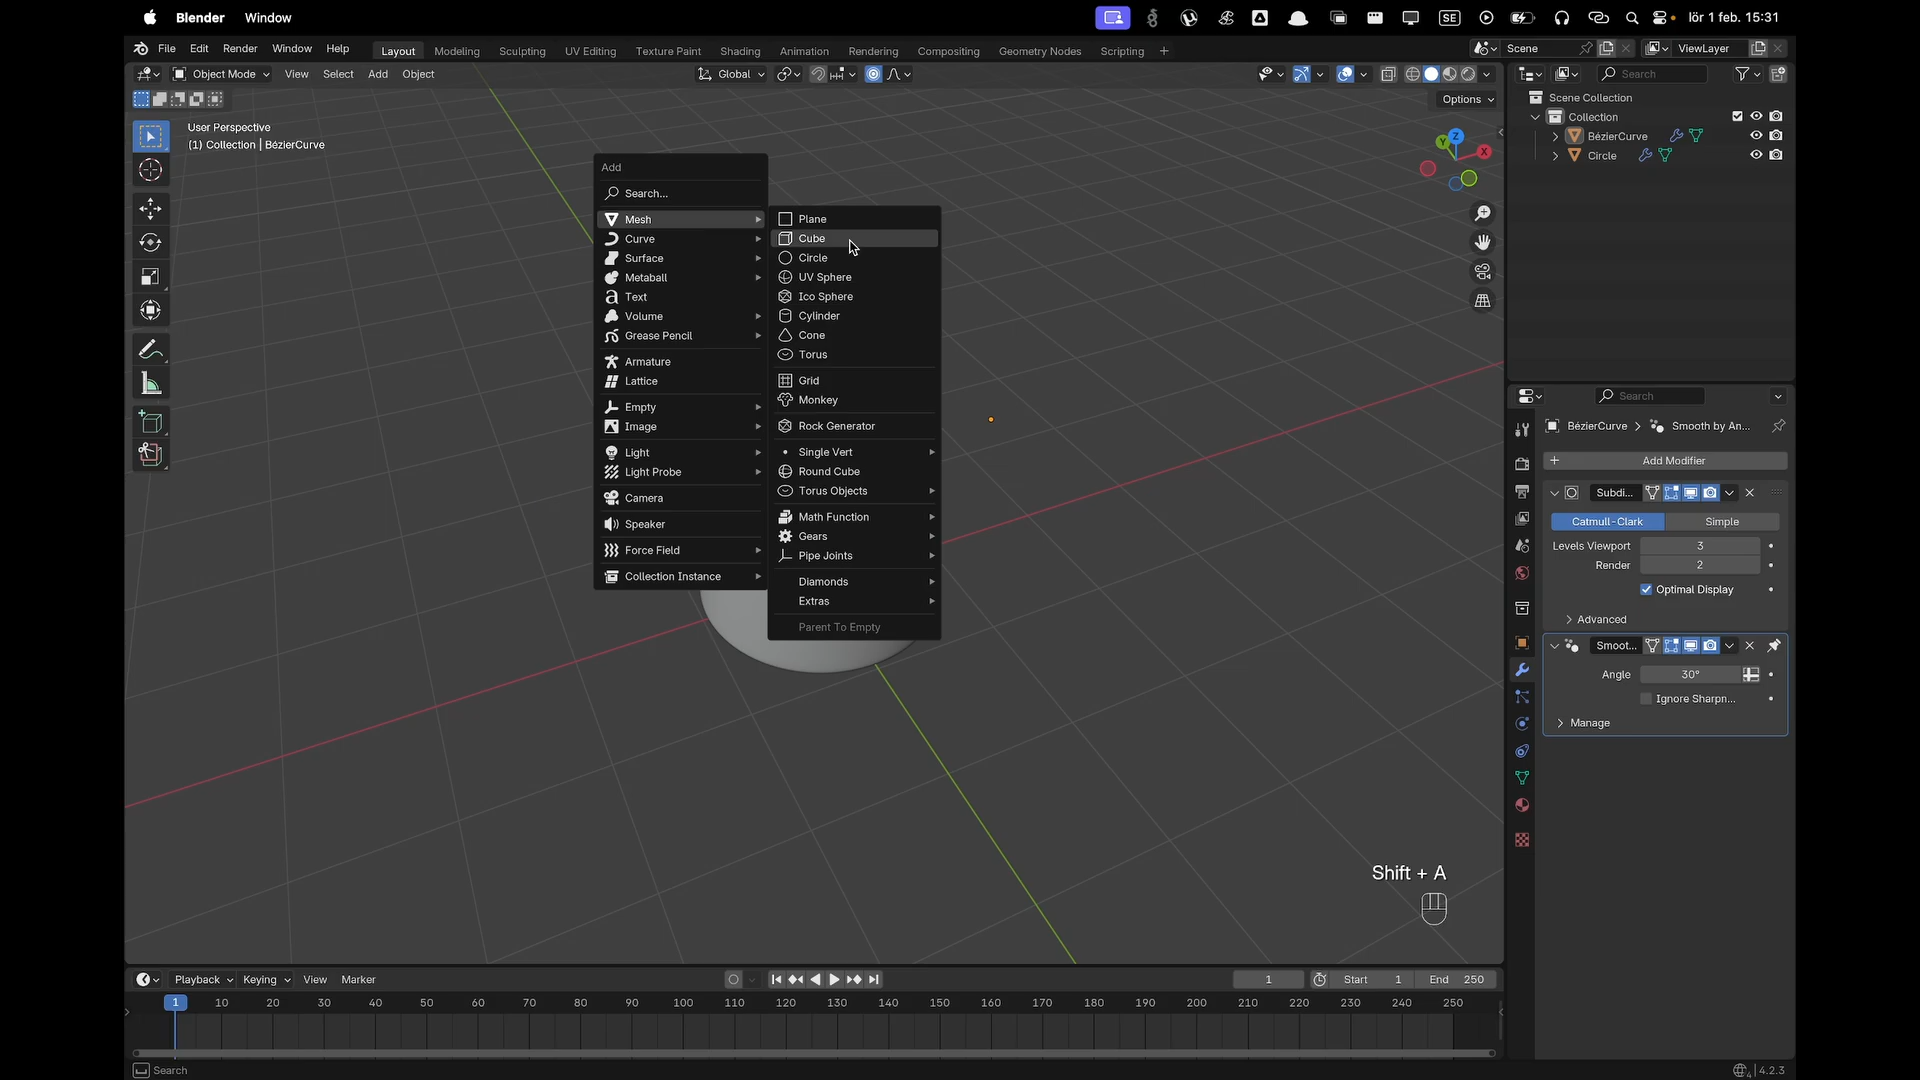 Blender Window SE lör 1 feb. 15:31
File Edit Render Window Help Layout Modeling Sculpting UV Editing Texture Paint Shading Animation Rendering Compositing Geometry Nodes Scripting + Scene ViewLayer
Object Mode View Select Add Object Global Search
Options
User Perspective
(1) Collection | BézierCurve
Scene Collection
Collection
BézierCurve
Circle
Z
Y
X
Add
Search...
Mesh
Curve
Surface
Metaball
Text
Volume
Grease Pencil
Armature
Lattice
Empty
Image
Light
Light Probe
Camera
Speaker
Force Field
Collection Instance
Plane
Cube
Circle
UV Sphere
Ico Sphere
Cylinder
Cone
Torus
Grid
Monkey
Rock Generator
Single Vert
Round Cube
Torus Objects
Math Function
Gears
Pipe Joints
Diamonds
Extras
Parent To Empty
Search
BézierCurve > Smooth by An...
+ Add Modifier
Subdi...
Catmull-Clark Simple
Levels Viewport 3
Render 2
Optimal Display
Advanced
Smoot...
Angle 30°
Ignore Sharpn...
Manage
Shift + A
Playback Keying View Marker 1 Start 1 End 250
1 10 20 30 40 50 60 70 80 90 100 110 120 130 140 150 160 170 180 190 200 210 220 230 240 250
Search 4.2.3